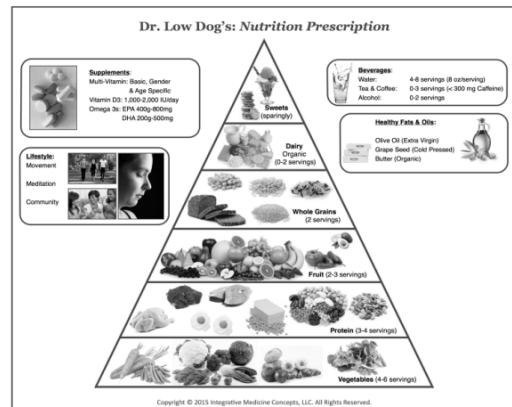 Dr. Low Dog's: Nutrition Prescription
Supplements:
Multi-Vitamin: Basic, Gender
& Age Specific
Vitamin D3: 1,000-2,000 IU/day
Omega 3s: EPA 400g-800mg
DHA 200g-500mg
Beverages:
Water: 4-8 servings (8 oz/serving)
Tea & Coffee: 0-3 servings (< 300 mg Caffeine)
Alcohol: 0-2 servings
Healthy Fats & Oils:
Olive Oil (Extra Virgin)
Grape Seed (Cold Pressed)
Butter (Organic)
Lifestyle:
Movement
Meditation
Community
Sweets
(sparingly)
Dairy
Organic
(0-2 servings)
Whole Grains
(2 servings)
Fruit (2-3 servings)
Protein (3-4 servings)
Vegetables (4-6 servings)
Copyright © 2015 Integrative Medicine Concepts, LLC. All Rights Reserved.